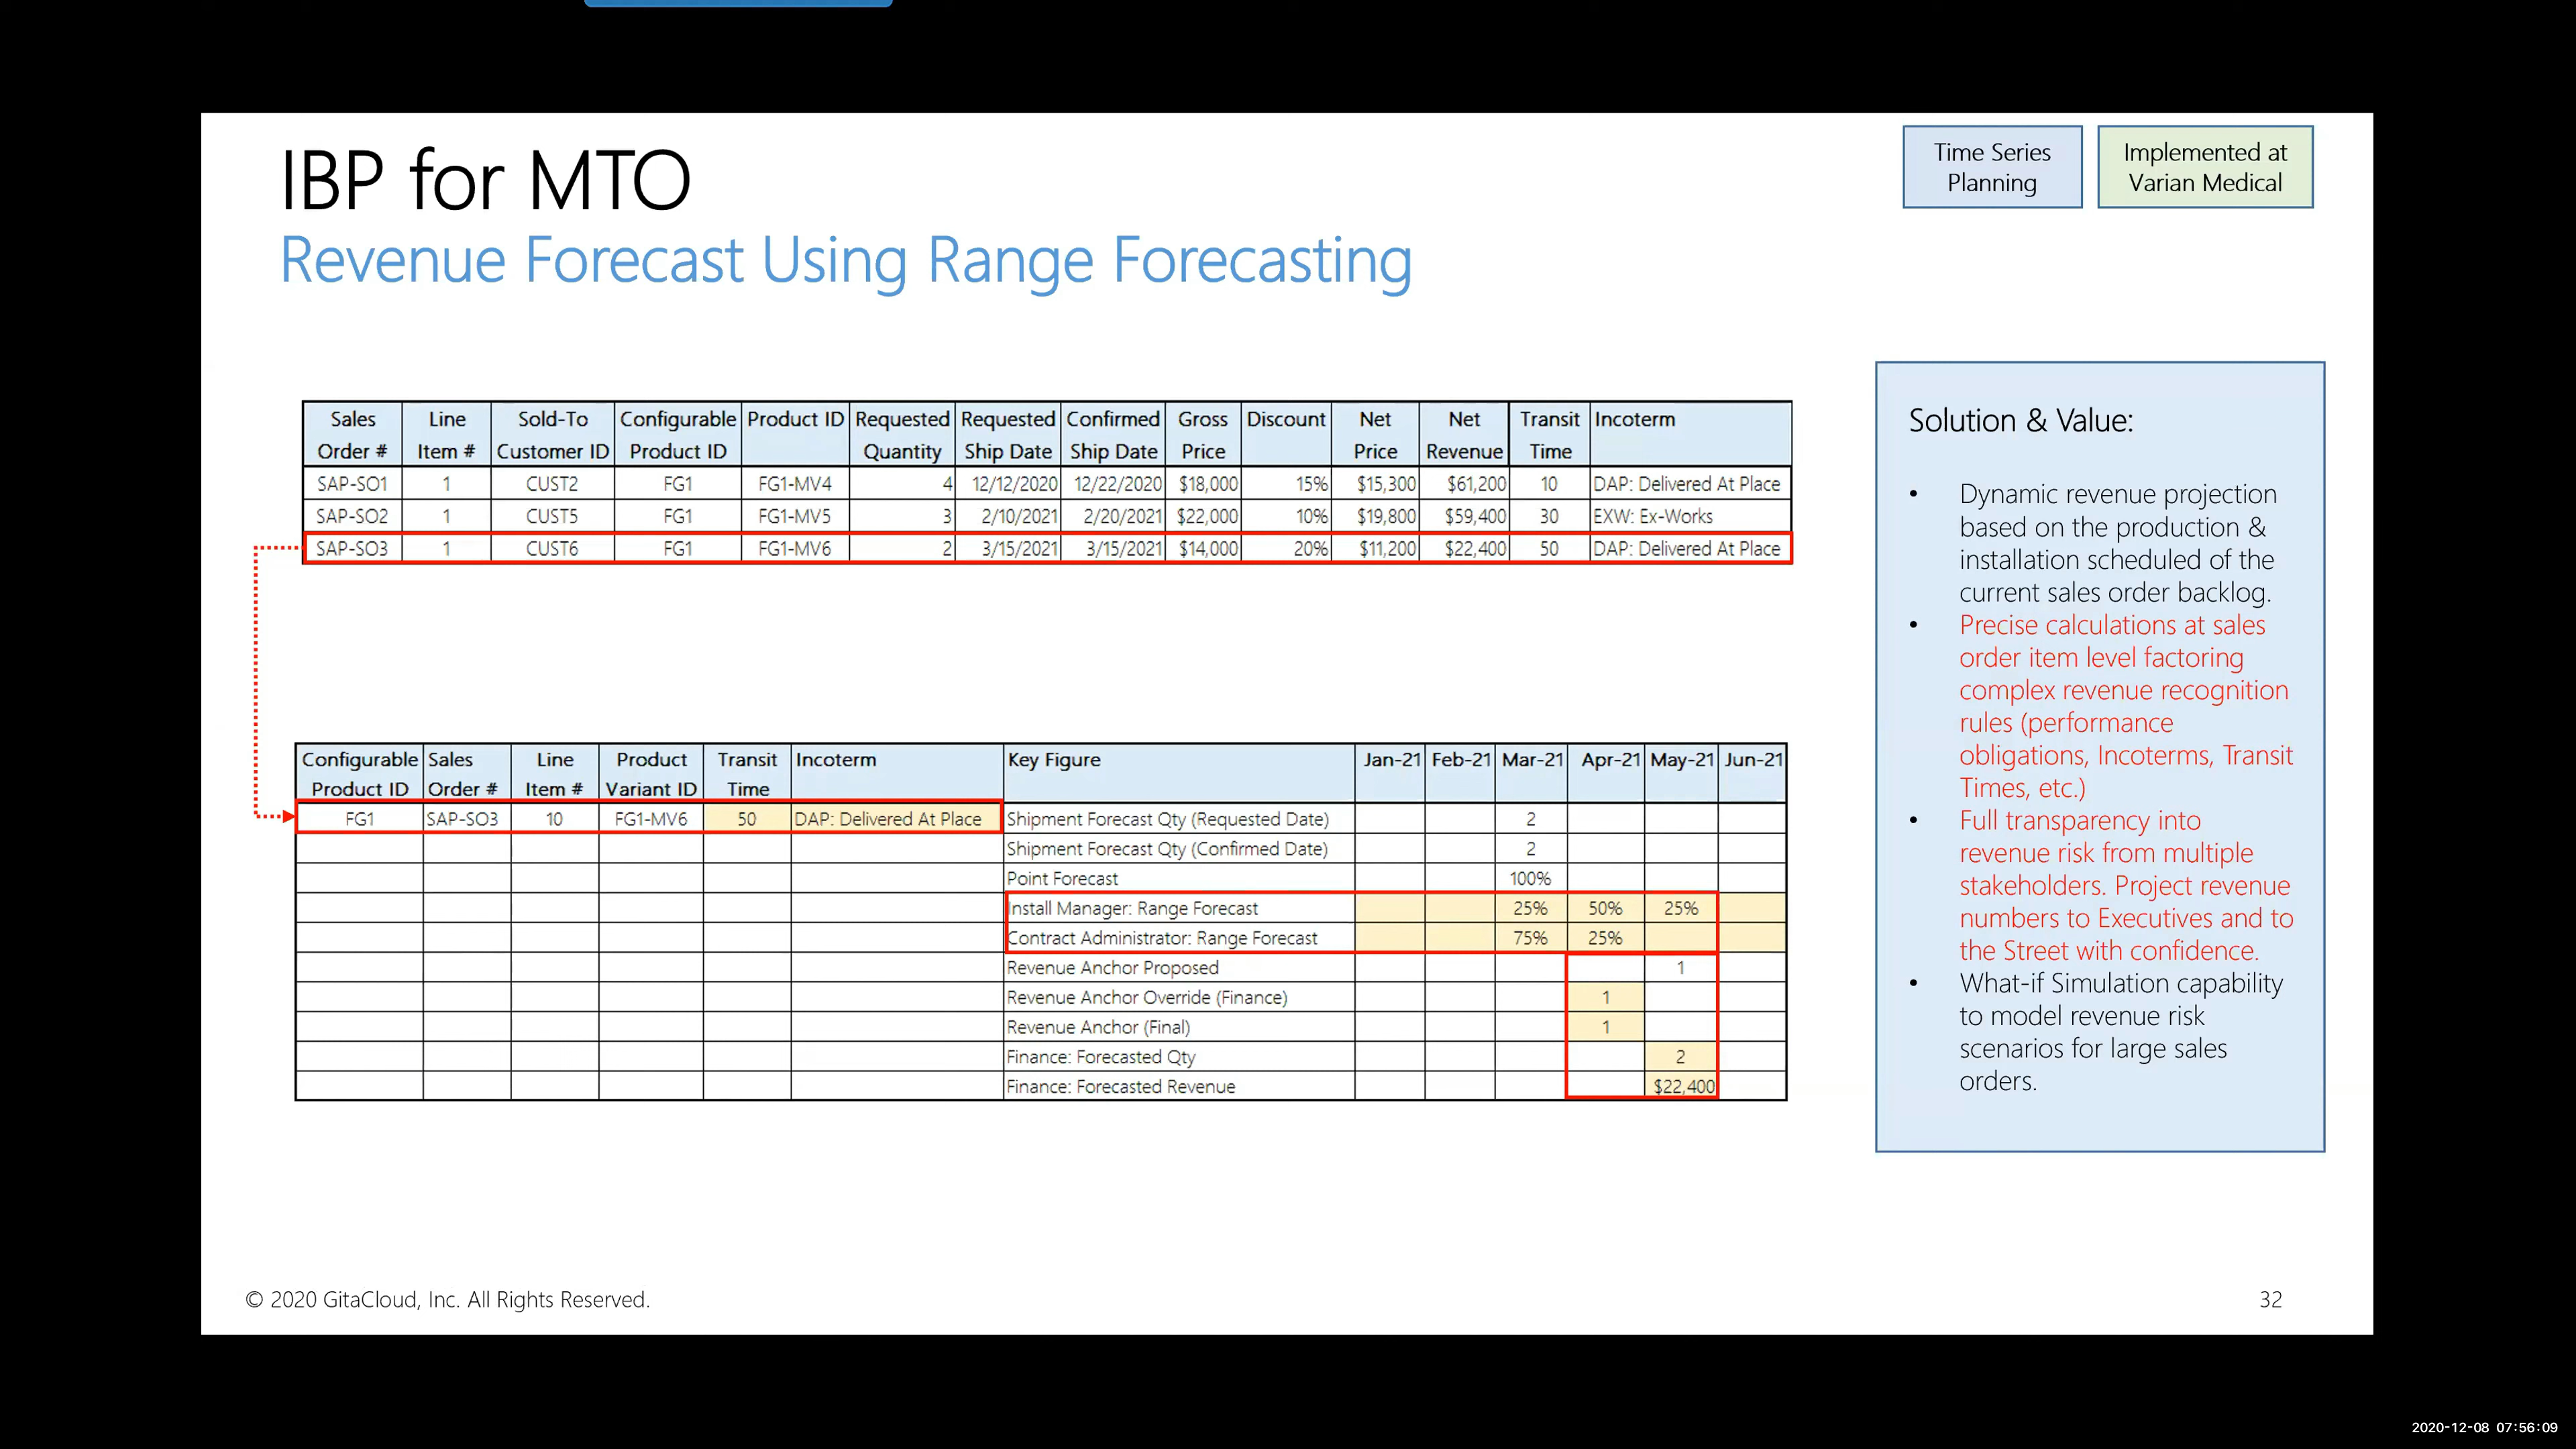 IBP for MTO
Revenue Forecast Using Range Forecasting
Time Series
Planning
Implemented at
Varian Medical
Sales Order # Line Item # Sold-To Customer ID Configurable Product ID Product ID Requested Quantity Requested Ship Date Confirmed Ship Date Gross Price Discount Net Price Net Revenue Transit Time Incoterm
SAP-SO1 1 CUST2 FG1 FG1-MV4 4 12/12/2020 12/22/2020 $18,000 15% $15,300 $61,200 10 DAP: Delivered At Place
SAP-SO2 1 CUST5 FG1 FG1-MV5 3 2/10/2021 2/20/2021 $22,000 10% $19,800 $59,400 30 EXW: Ex-Works
SAP-SO3 1 CUST6 FG1 FG1-MV6 2 3/15/2021 3/15/2021 $14,000 20% $11,200 $22,400 50 DAP: Delivered At Place
Configurable Product ID Sales Order # Line Item # Product Variant ID Transit Time Incoterm Key Figure Jan-21 Feb-21 Mar-21 Apr-21 May-21 Jun-21
FG1 SAP-SO3 10 FG1-MV6 50 DAP: Delivered At Place Shipment Forecast Qty (Requested Date) 2
Shipment Forecast Qty (Confirmed Date) 2
Point Forecast 100%
Install Manager: Range Forecast 25% 50% 25%
Contract Administrator: Range Forecast 75% 25%
Revenue Anchor Proposed 1
Revenue Anchor Override (Finance) 1
Revenue Anchor (Final) 1
Finance: Forecasted Qty 2
Finance: Forecasted Revenue $22,400
Solution & Value:
• Dynamic revenue projection
based on the production &
installation scheduled of the
current sales order backlog.
• Precise calculations at sales
order item level factoring
complex revenue recognition
rules (performance
obligations, Incoterms, Transit
Times, etc.)
• Full transparency into
revenue risk from multiple
stakeholders. Project revenue
numbers to Executives and to
the Street with confidence.
• What-if Simulation capability
to model revenue risk
scenarios for large sales
orders.
© 2020 GitaCloud, Inc. All Rights Reserved.
32
2020-12-08 07:56:09